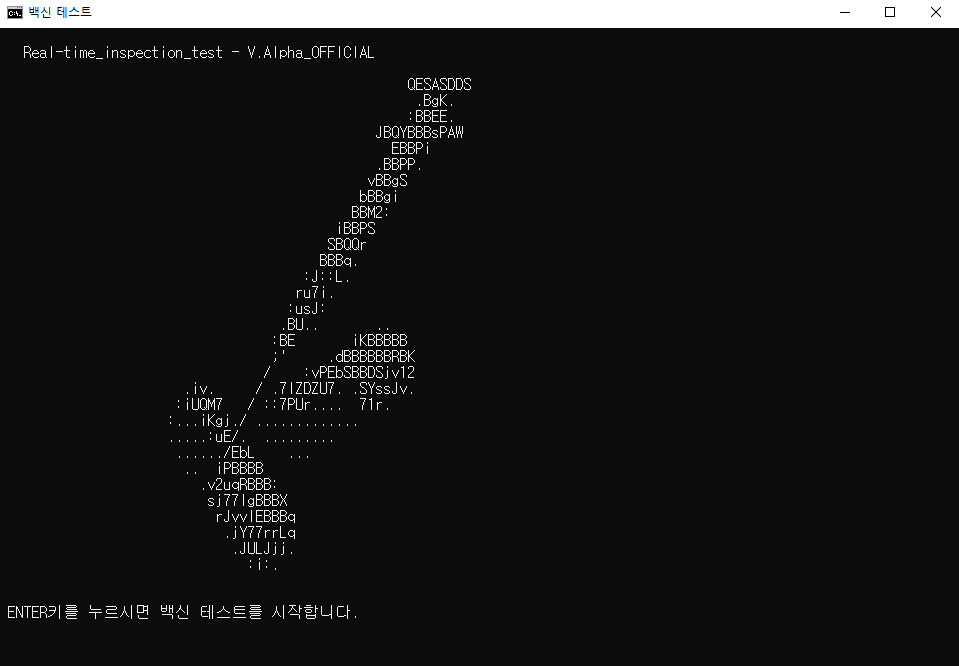 백신 테스트
Real-time_inspection_test - V.Alpha_OFFICIAL
QESASDDS
.BgK.
:BBEE.
JBQYBBBsPAW
EBBPi
.BBPP.
vBBgS
bBBgi
BBM2:
iBBPS
SBQQr
BBBq.
:J::L.
ru7i.
:usJ:
.BU.. ..
:BE iKBBBBB
;' .dBBBBBBRBK
/ :vPEbSBBDSjv12
.iv. / .7IZDZU7. .SYssJv.
:iUQM7 / ::7PUr.... 71r.
:...iKgj./ .............
.....:uE/. .........
....../EbL ...
.. iPBBBB
.v2uqRBBB:
sj77IgBBBX
rJvvIEBBBq
.jY77rrLq
.JULJjj.
:i:.
ENTER키를 누르시면 백신 테스트를 시작합니다.